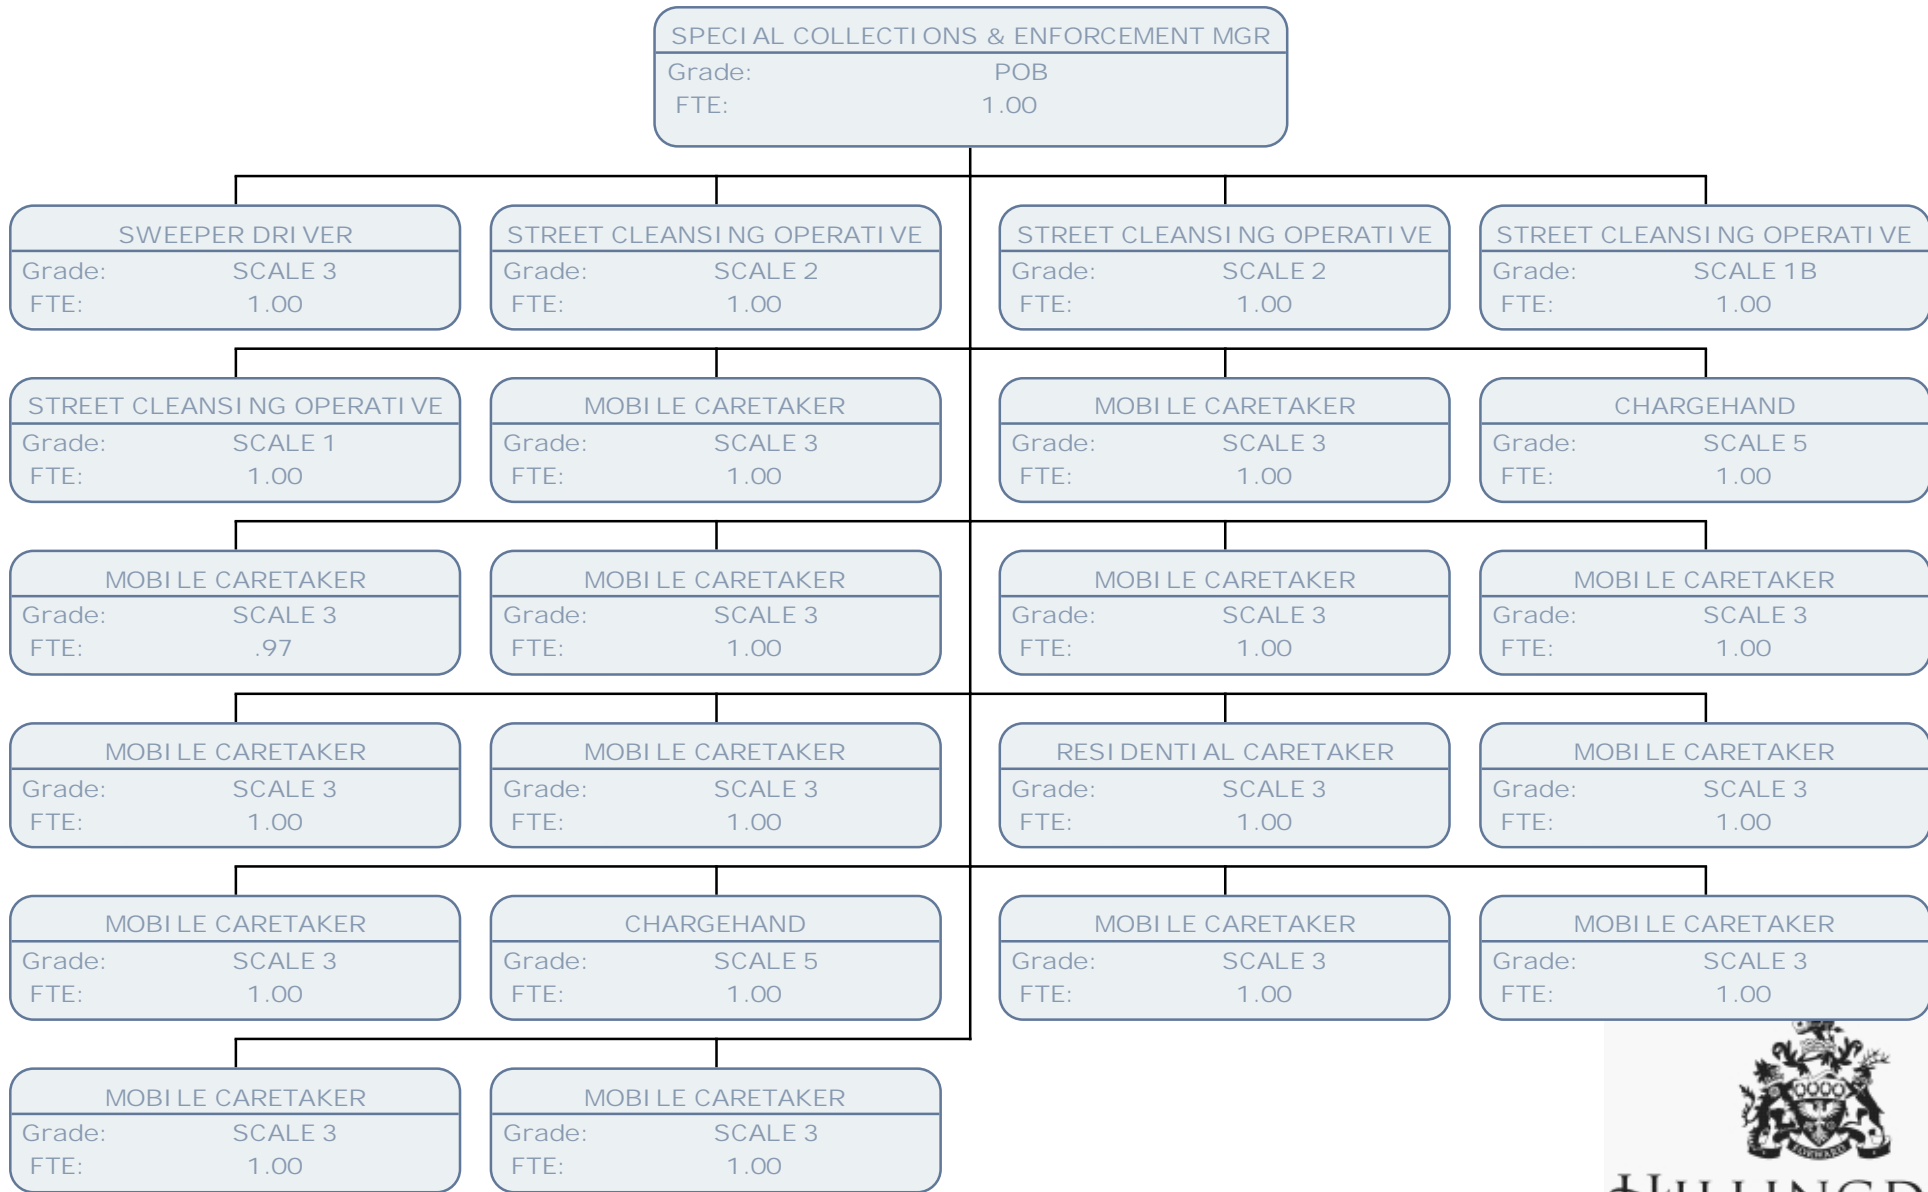 SPECIAL COLLECTIONS & ENFORCEMENT MGR
Grade: POB
FTE: 1.00
SWEEPER DRIVER
Grade: SCALE 3
FTE: 1.00
STREET CLEANSING OPERATIVE
Grade: SCALE 2
FTE: 1.00
STREET CLEANSING OPERATIVE
Grade: SCALE 2
FTE: 1.00
STREET CLEANSING OPERATIVE
Grade: SCALE 1B
FTE: 1.00
STREET CLEANSING OPERATIVE
Grade: SCALE 1
FTE: 1.00
MOBILE CARETAKER
Grade: SCALE 3
FTE: 1.00
MOBILE CARETAKER
Grade: SCALE 3
FTE: 1.00
CHARGEHAND
Grade: SCALE 5
FTE: 1.00
MOBILE CARETAKER
Grade: SCALE 3
FTE: .97
MOBILE CARETAKER
Grade: SCALE 3
FTE: 1.00
MOBILE CARETAKER
Grade: SCALE 3
FTE: 1.00
MOBILE CARETAKER
Grade: SCALE 3
FTE: 1.00
MOBILE CARETAKER
Grade: SCALE 3
FTE: 1.00
MOBILE CARETAKER
Grade: SCALE 3
FTE: 1.00
RESIDENTIAL CARETAKER
Grade: SCALE 3
FTE: 1.00
MOBILE CARETAKER
Grade: SCALE 3
FTE: 1.00
MOBILE CARETAKER
Grade: SCALE 3
FTE: 1.00
CHARGEHAND
Grade: SCALE 5
FTE: 1.00
MOBILE CARETAKER
Grade: SCALE 3
FTE: 1.00
MOBILE CARETAKER
Grade: SCALE 3
FTE: 1.00
MOBILE CARETAKER
Grade: SCALE 3
FTE: 1.00
MOBILE CARETAKER
Grade: SCALE 3
FTE: 1.00
FORWARD